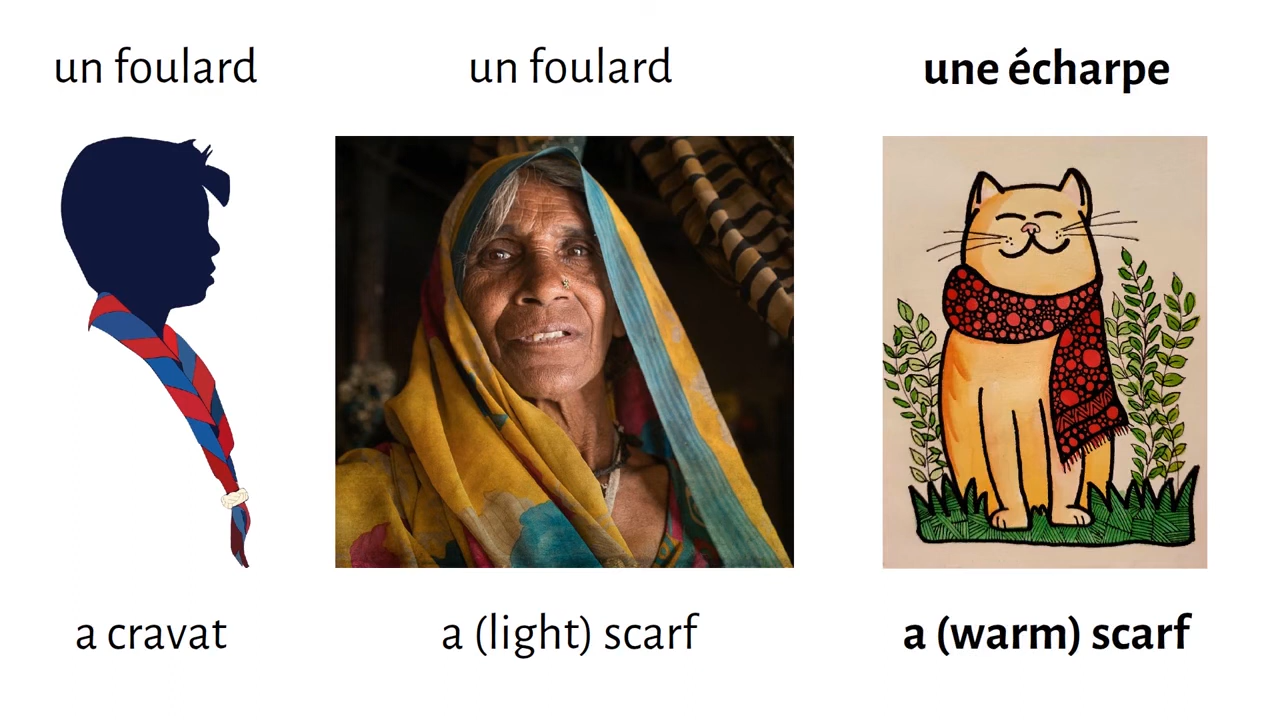 un foulard
un foulard
une écharpe
a cravat
a (light) scarf
a (warm) scarf